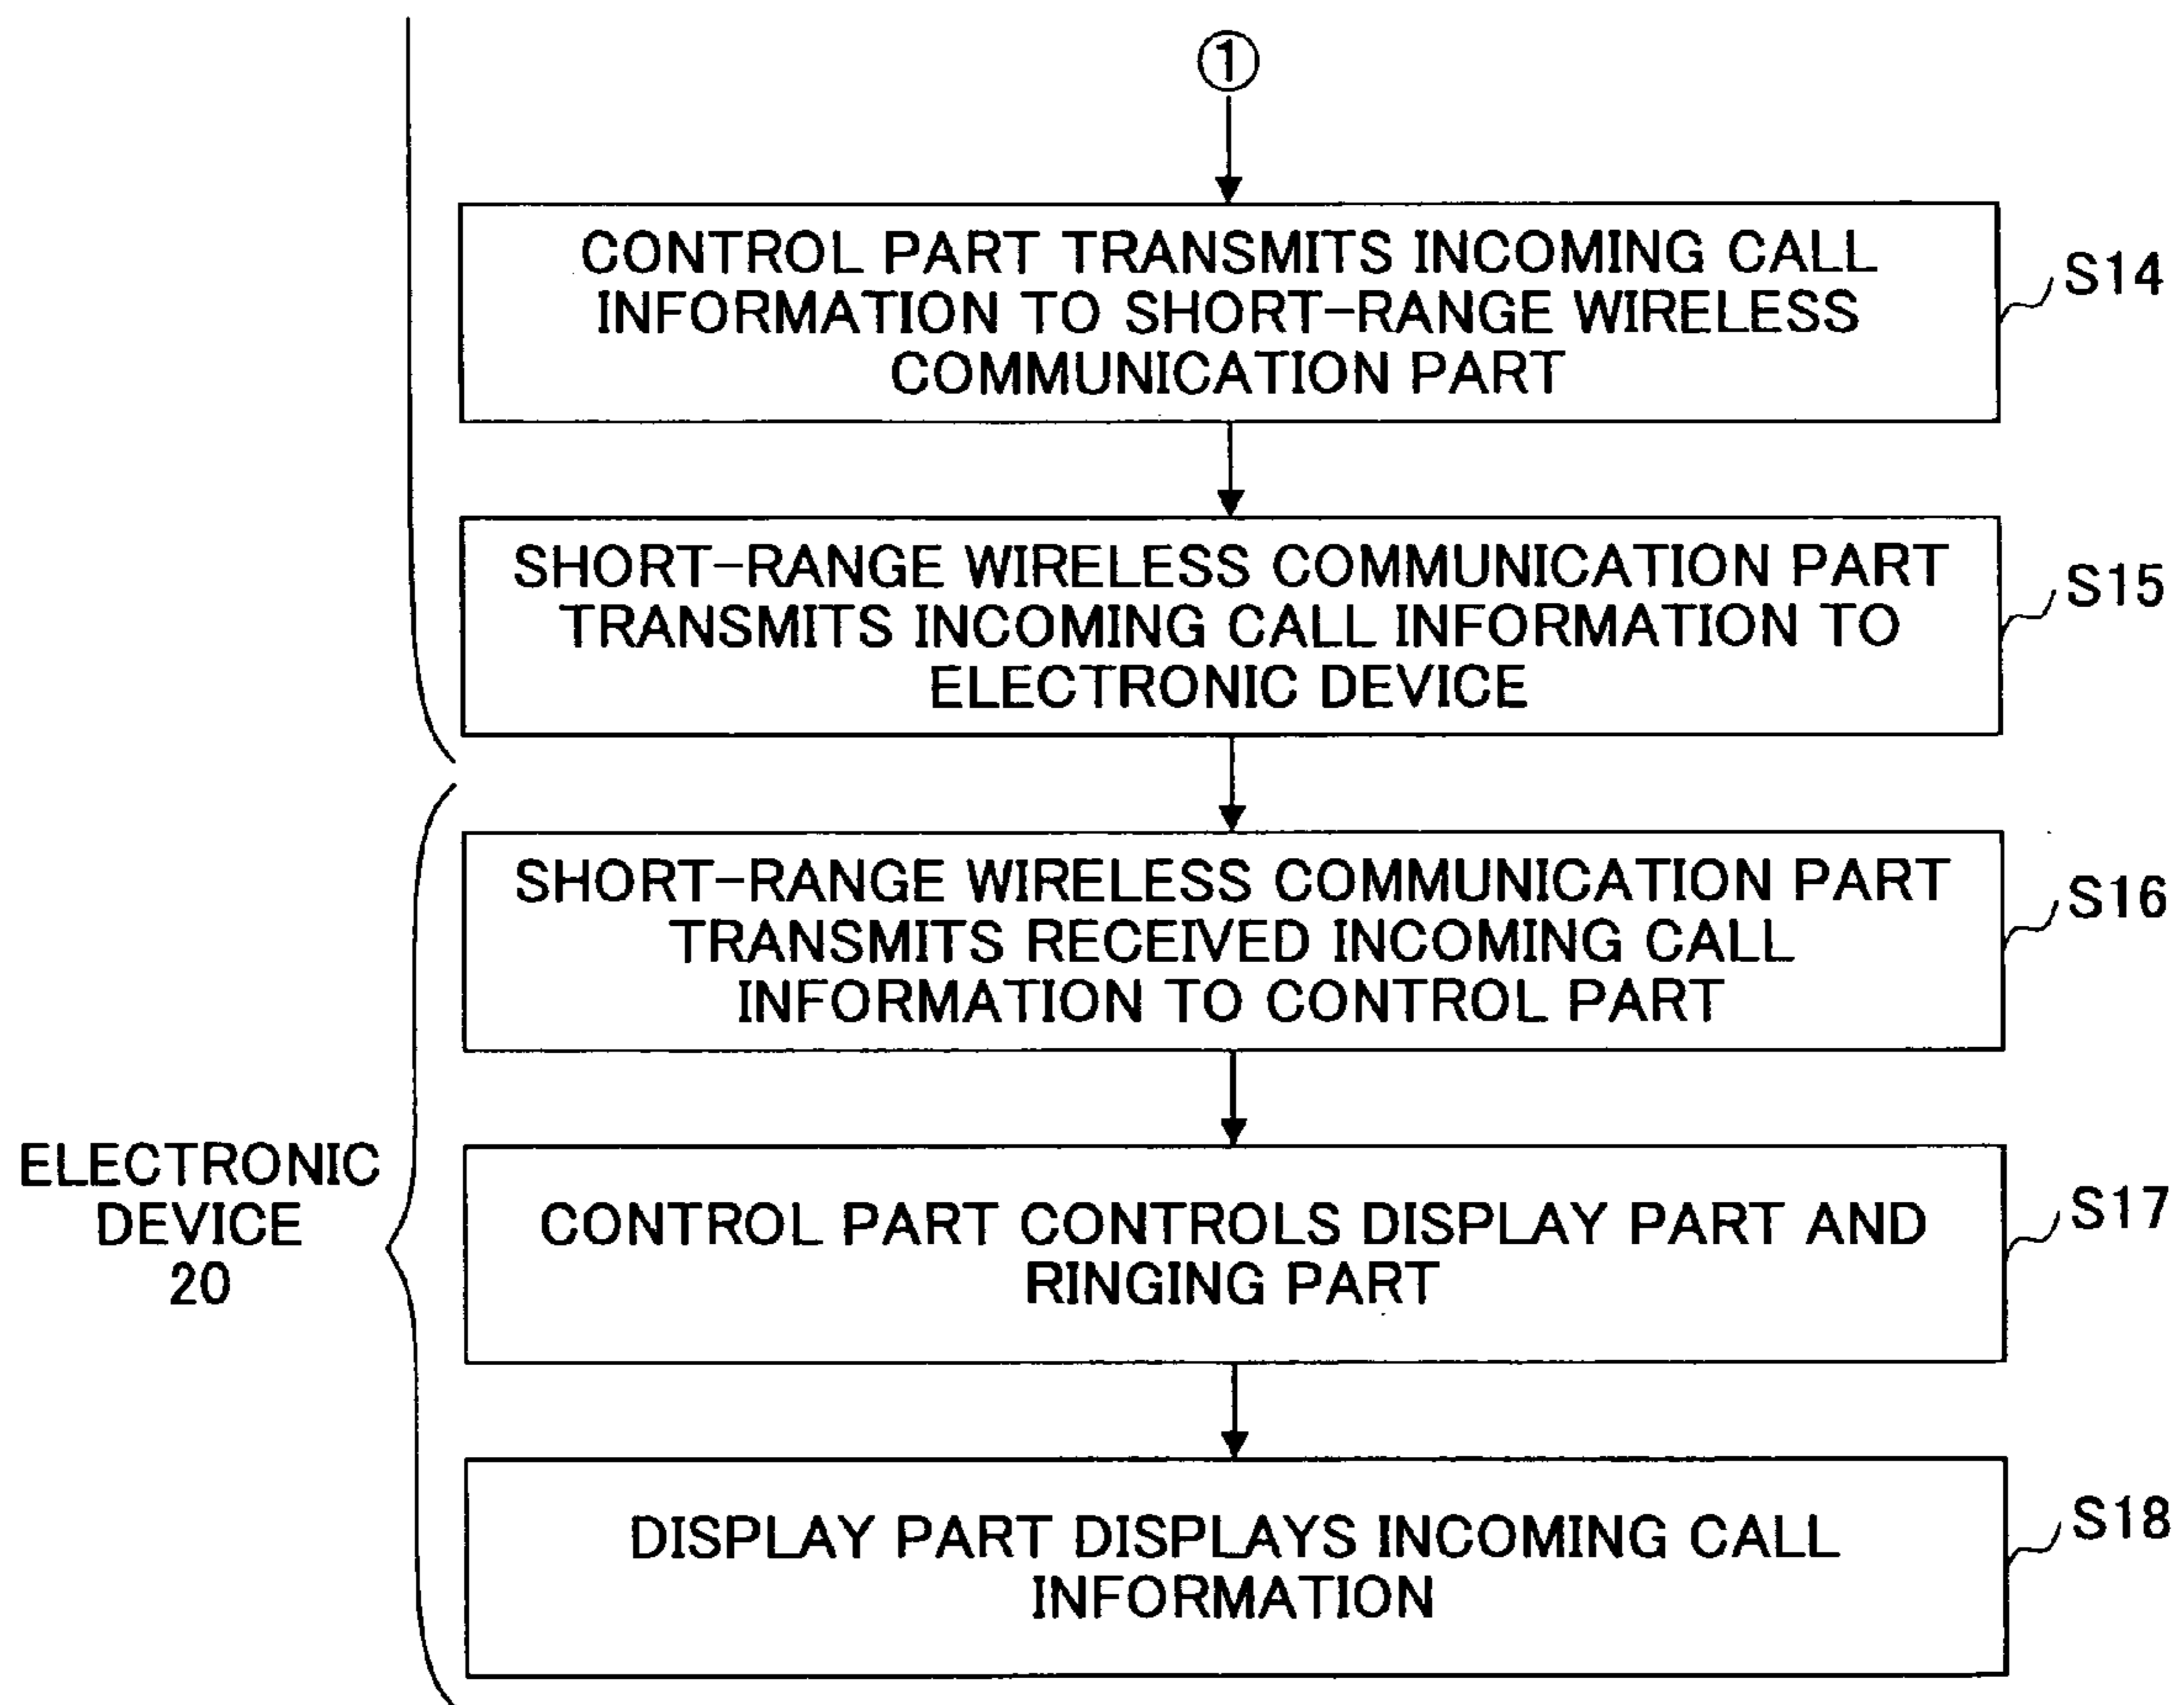 ①
CONTROL PART TRANSMITS INCOMING CALL
INFORMATION TO SHORT-RANGE WIRELESS
COMMUNICATION PART
S14
SHORT-RANGE WIRELESS COMMUNICATION PART
TRANSMITS INCOMING CALL INFORMATION TO
ELECTRONIC DEVICE
S15
SHORT-RANGE WIRELESS COMMUNICATION PART
TRANSMITS RECEIVED INCOMING CALL
INFORMATION TO CONTROL PART
S16
ELECTRONIC
DEVICE
20
CONTROL PART CONTROLS DISPLAY PART AND
RINGING PART
S17
DISPLAY PART DISPLAYS INCOMING CALL
INFORMATION
S18